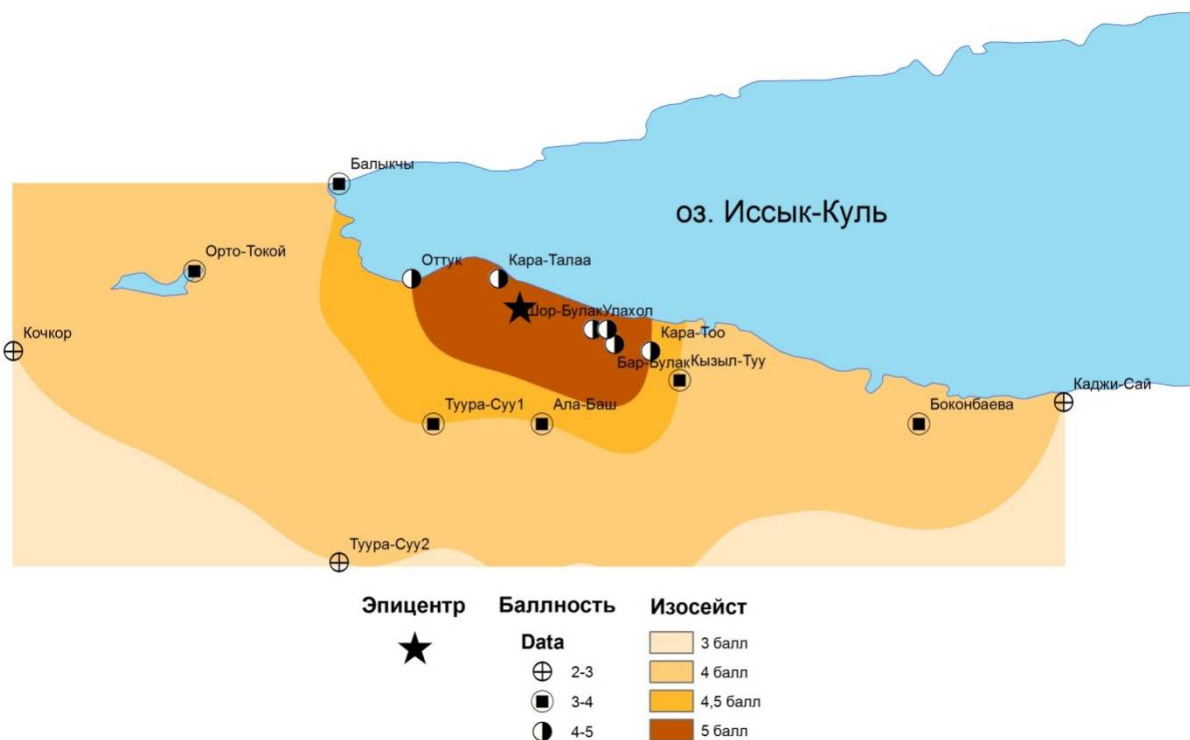 Балыкчы
оз. Иссык-Куль
Орто-Токой
Оттук
Кара-Талаа
Шор-Булак
Улахол
Кочкор
Кара-Тоо
Бар-Булак
Кызыл-Туу
Каджи-Сай
Туура-Суу1
Ала-Баш
Боконбаева
Туура-Суу2
Эпицентр
Баллность
Data
2-3
3-4
4-5
Изосейст
3 балл
4 балл
4,5 балл
5 балл